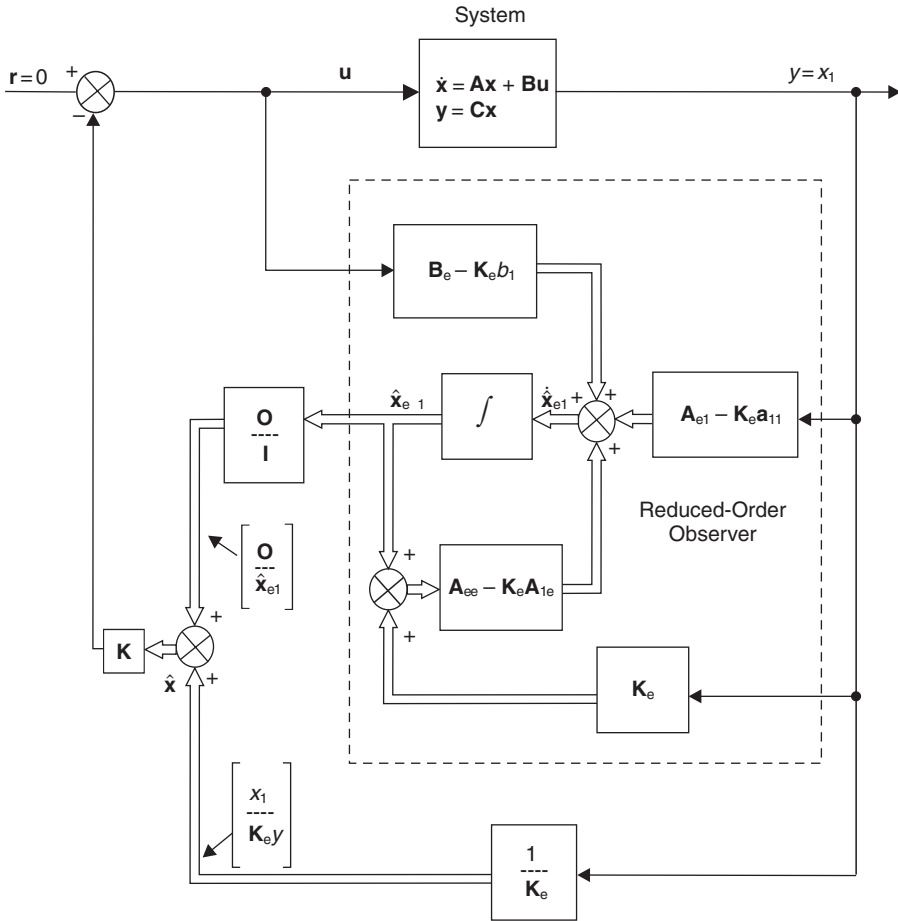 System
r = 0
+
−
u
ẋ = Ax + Bu
y = Cx
y = x₁
Bₑ – Kₑb₁
O
----
I
x̂ₑ ₁
∫
x̂̇ₑ₁
+
+
+
Aₑ₁ – Kₑa₁₁
Reduced-Order
Observer
O
----
x̂ₑ₁
+
Aₑₑ – KₑA₁ₑ
+
+
K
x̂
+
Kₑ
x₁
----
Kₑy
1
----
Kₑ